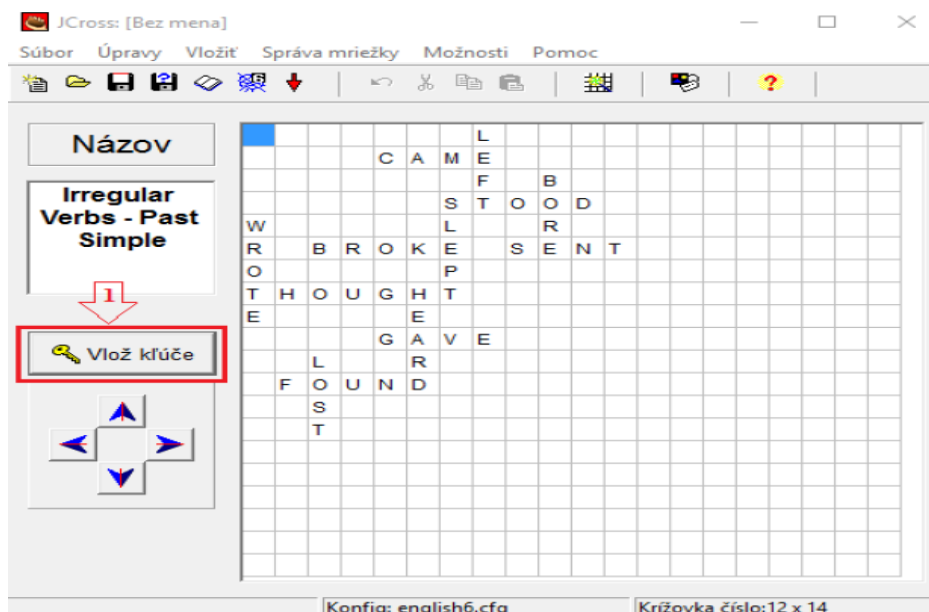 JCross: [Bez mena]
Súbor Úpravy Vložiť Správa mriežky Možnosti Pomoc
Názov
Irregular
Verbs - Past
Simple
1
Vlož kľúče
L
C A M E
F B
S T O O D
W L R
R B R O K E S E N T
O P
T H O U G H T
E E
G A V E
L R
F O U N D
S
T
Konfig: english6.cfg Krížovka číslo:12 x 14